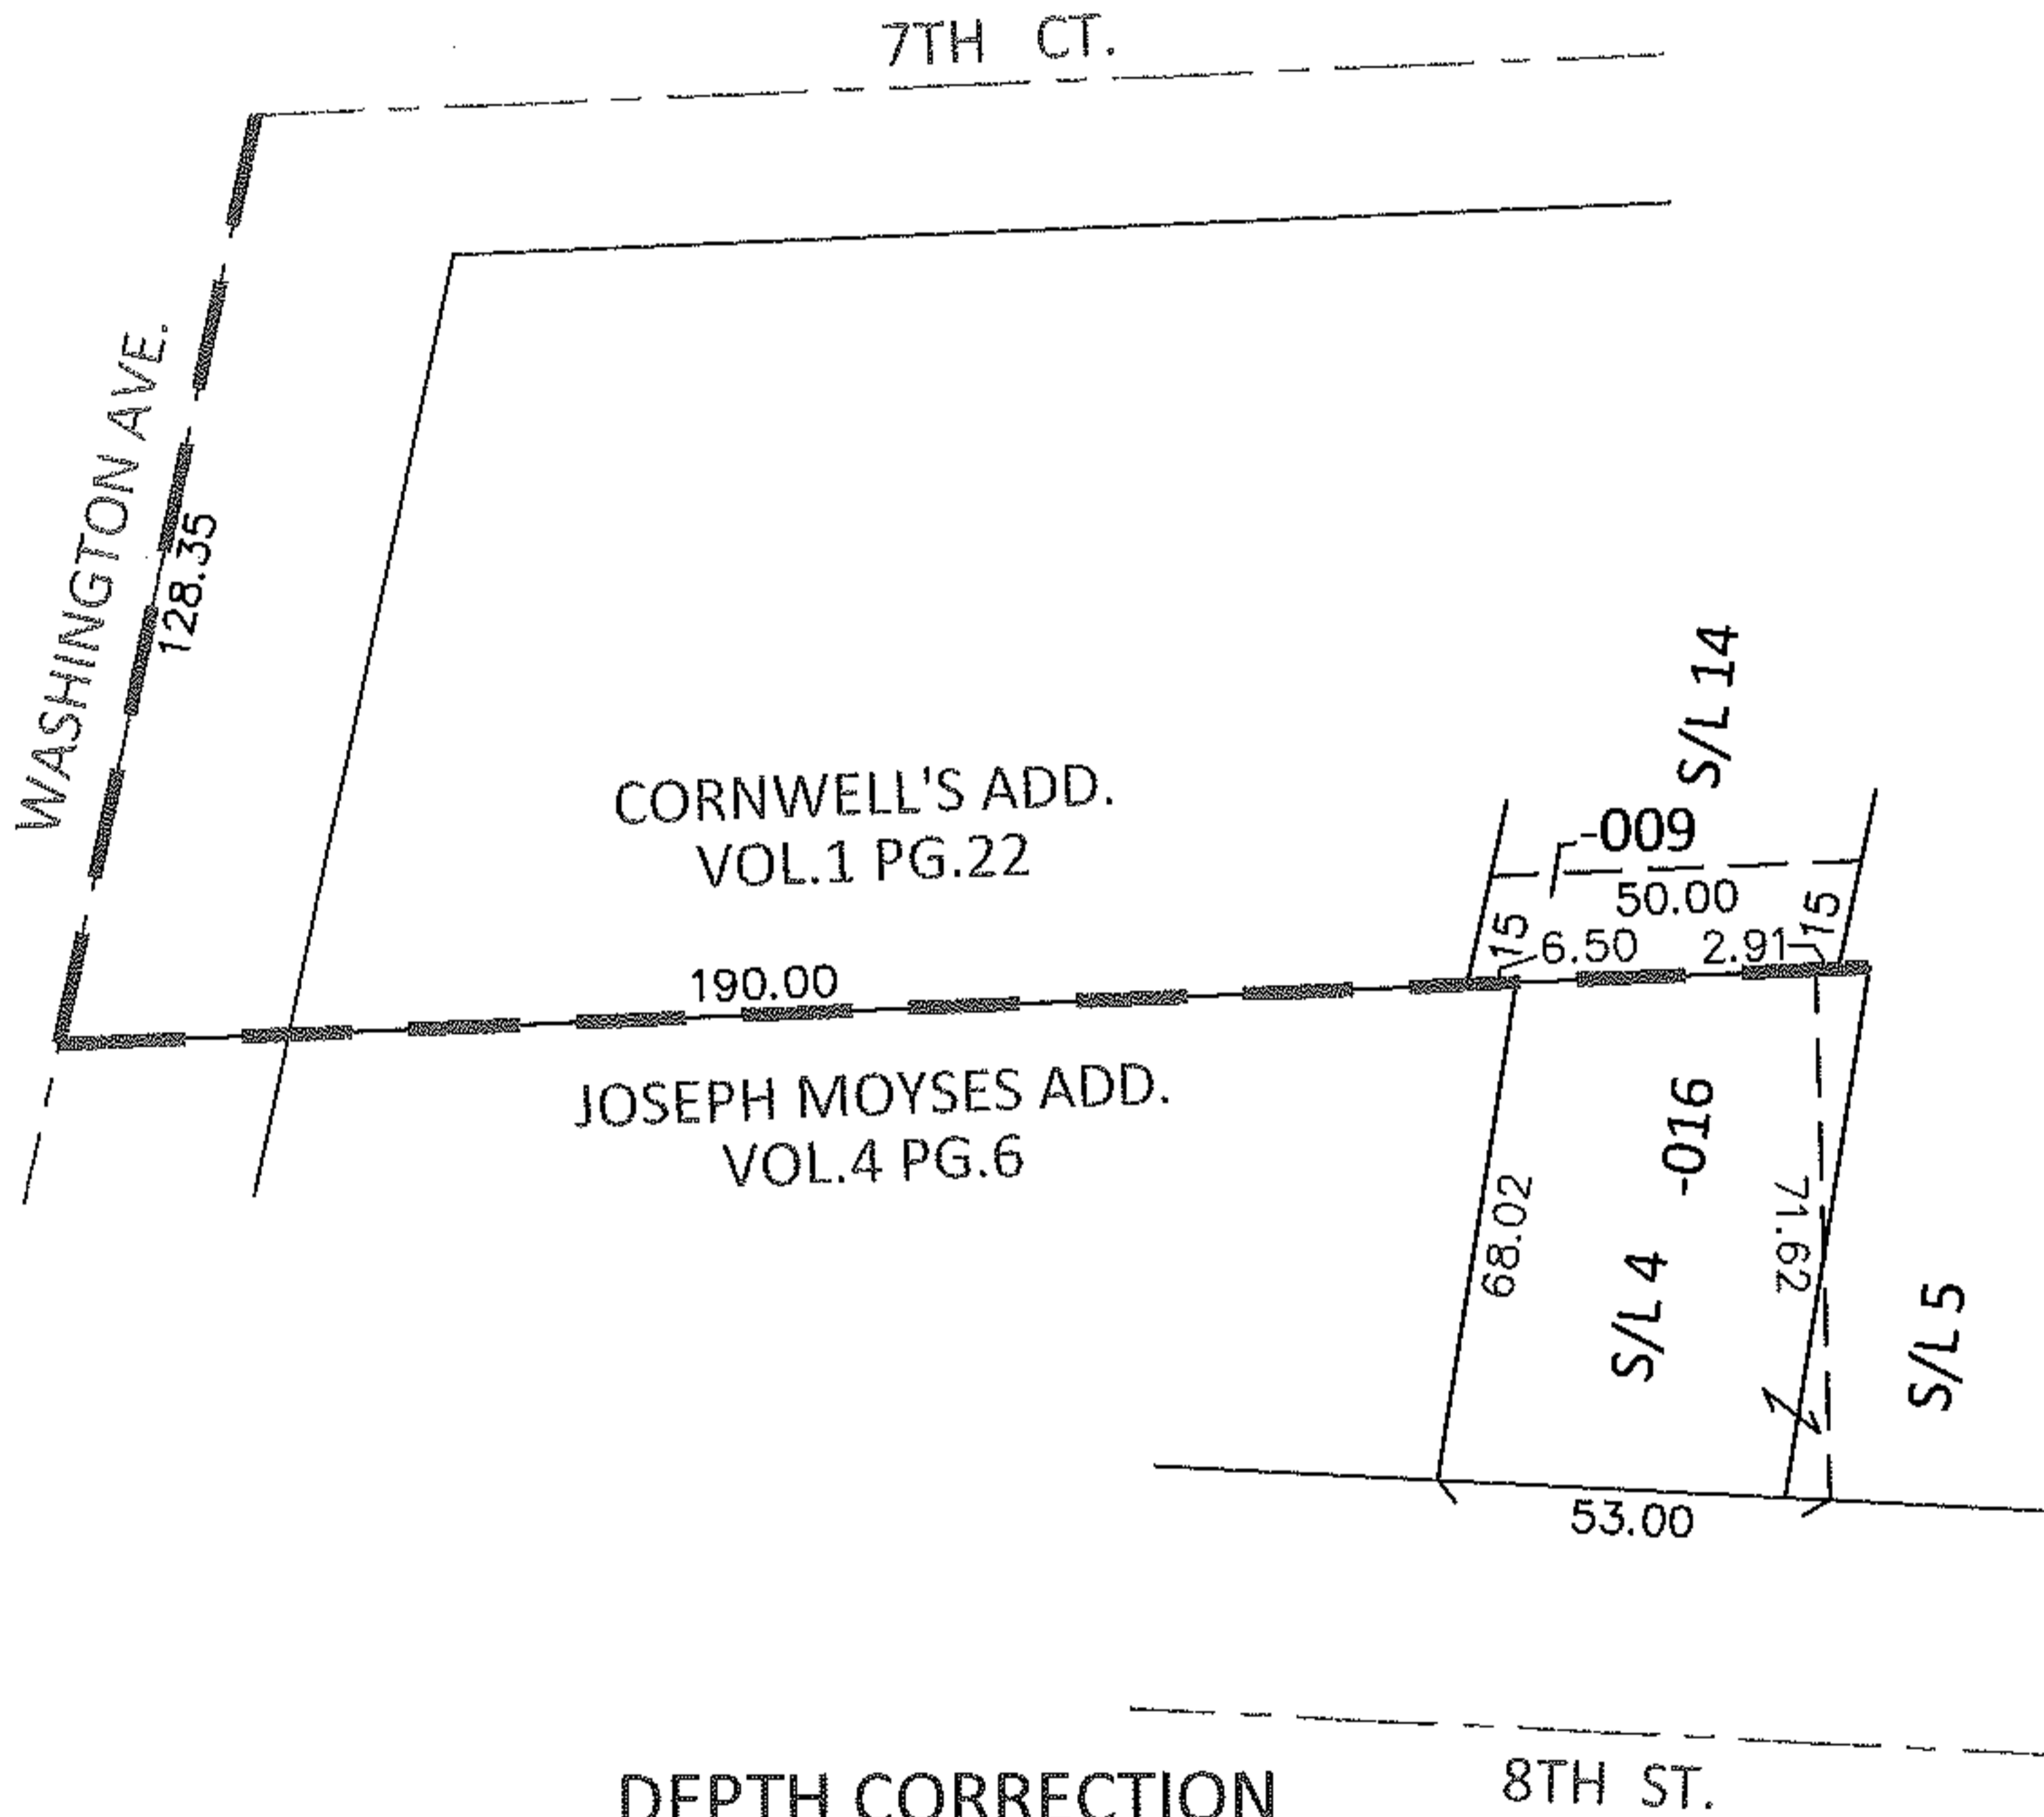 7TH CT.
WASHINGTON AVE.
128.35
S/L 14
CORNWELL'S ADD.
VOL.1 PG.22
-009
50.00
15
15
6.50
2.91
190.00
JOSEPH MOYSES ADD.
VOL.4 PG.6
-016
68.02
71.62
S/L 4
S/L 5
53.00
8TH ST.
DEPTH CORRECTION